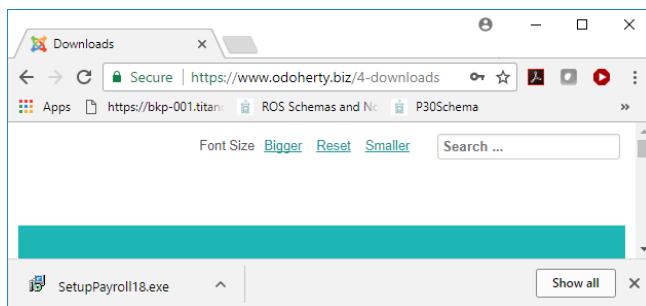 Downloads
Secure | https://www.odoherty.biz/4-downloads
Apps https://bkp-001.titan ROS Schemas and No P30Schema »
Font Size Bigger Reset Smaller Search ...
SetupPayroll18.exe Show all